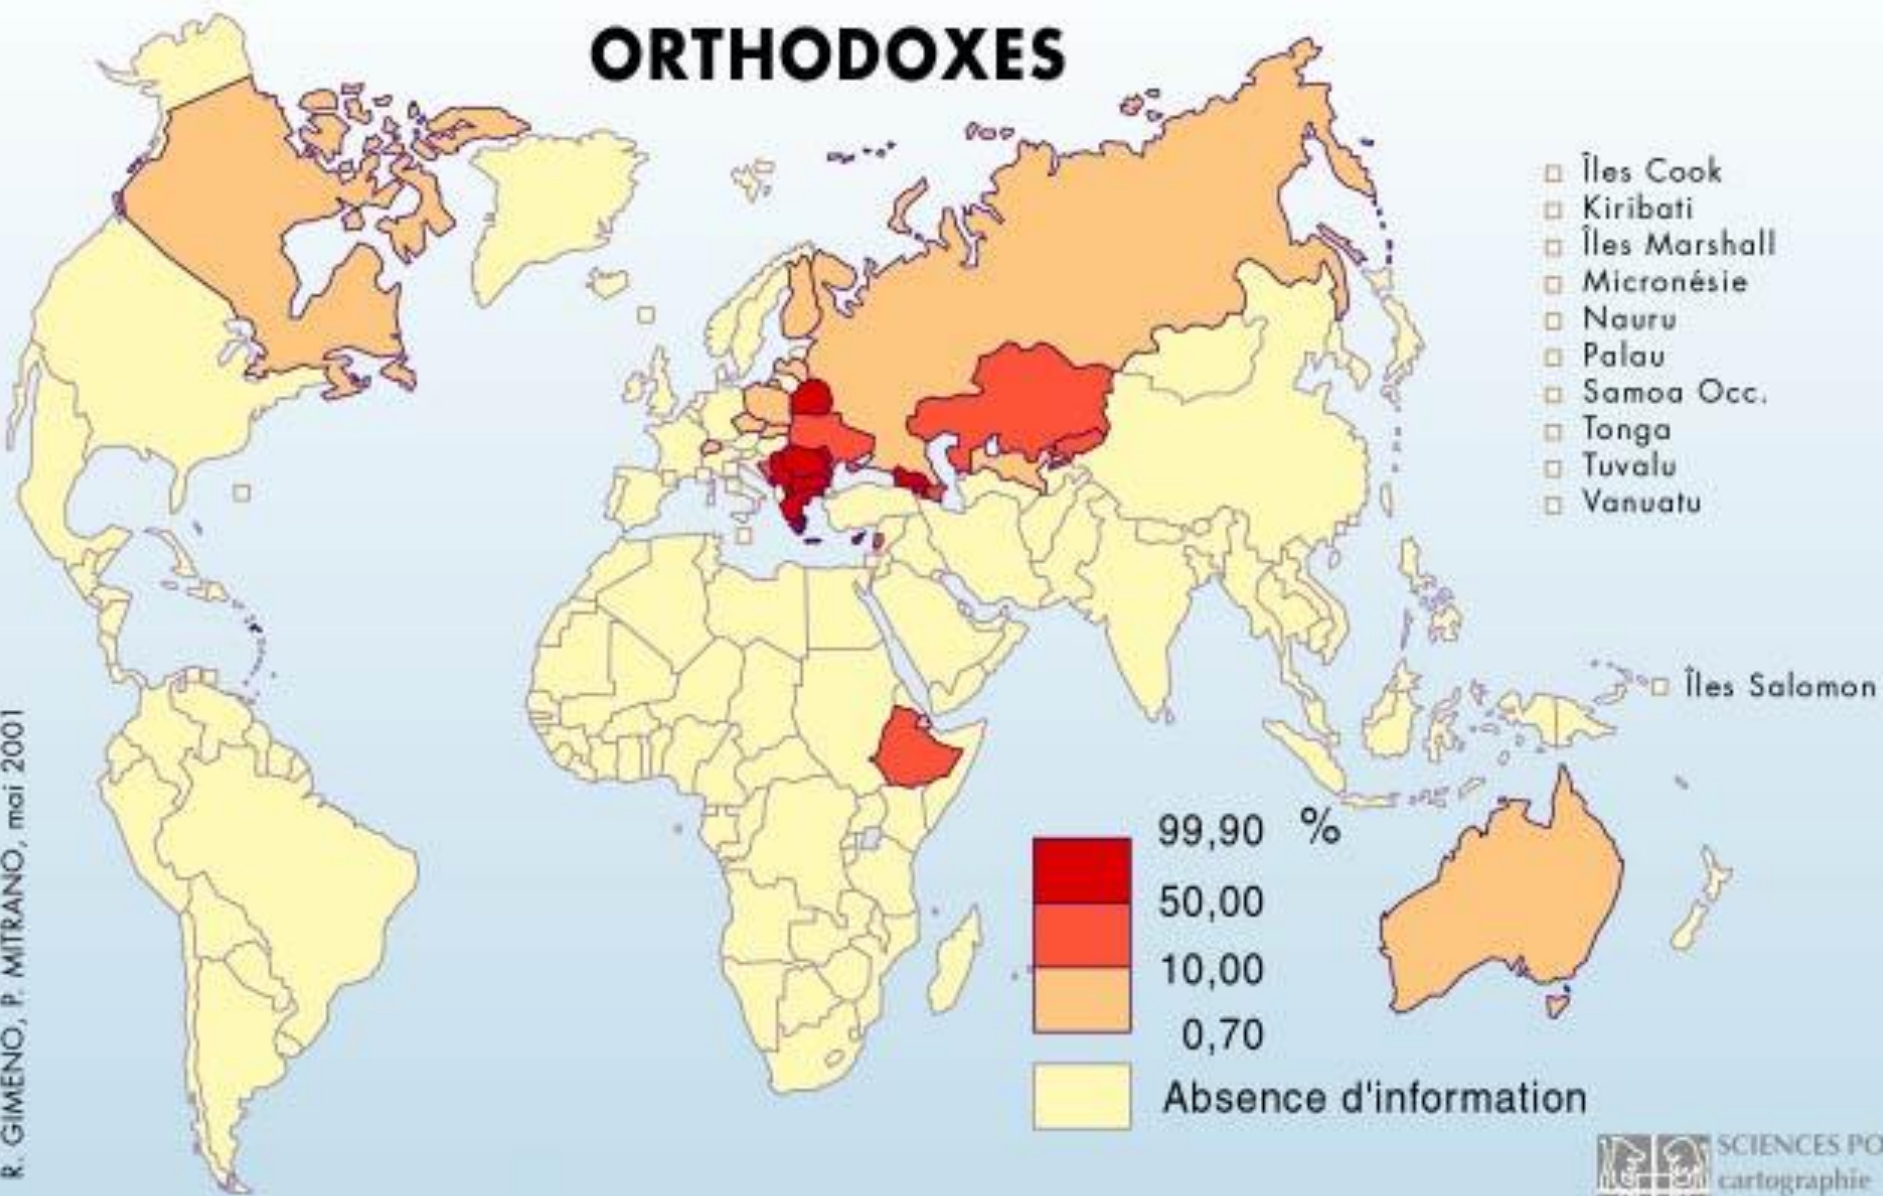 ORTHODOXES
Îles Cook
Kiribati
Îles Marshall
Micronésie
Nauru
Palau
Samoa Occ.
Tonga
Tuvalu
Vanuatu
Îles Salomon
99,90 %
50,00
10,00
0,70
Absence d'information
R. GIMENO, P. MITRANO, mai 2001
SCIENCES PO
cartographie